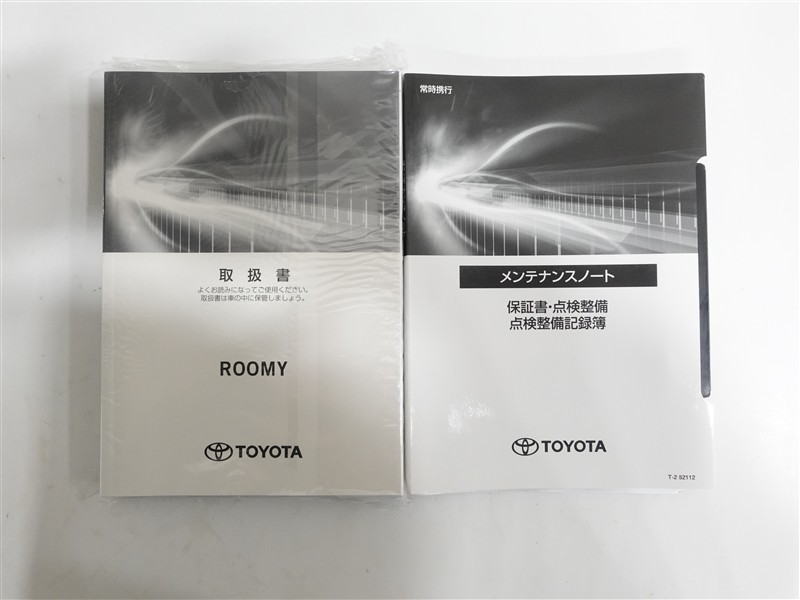 取扱書
よくお読みになってご使用ください。
取扱書は車の中に保管しましょう。
ROOMY
TOYOTA
常時携行
メンテナンスノート
保証書・点検整備
点検整備記録簿
TOYOTA
T-2 52112